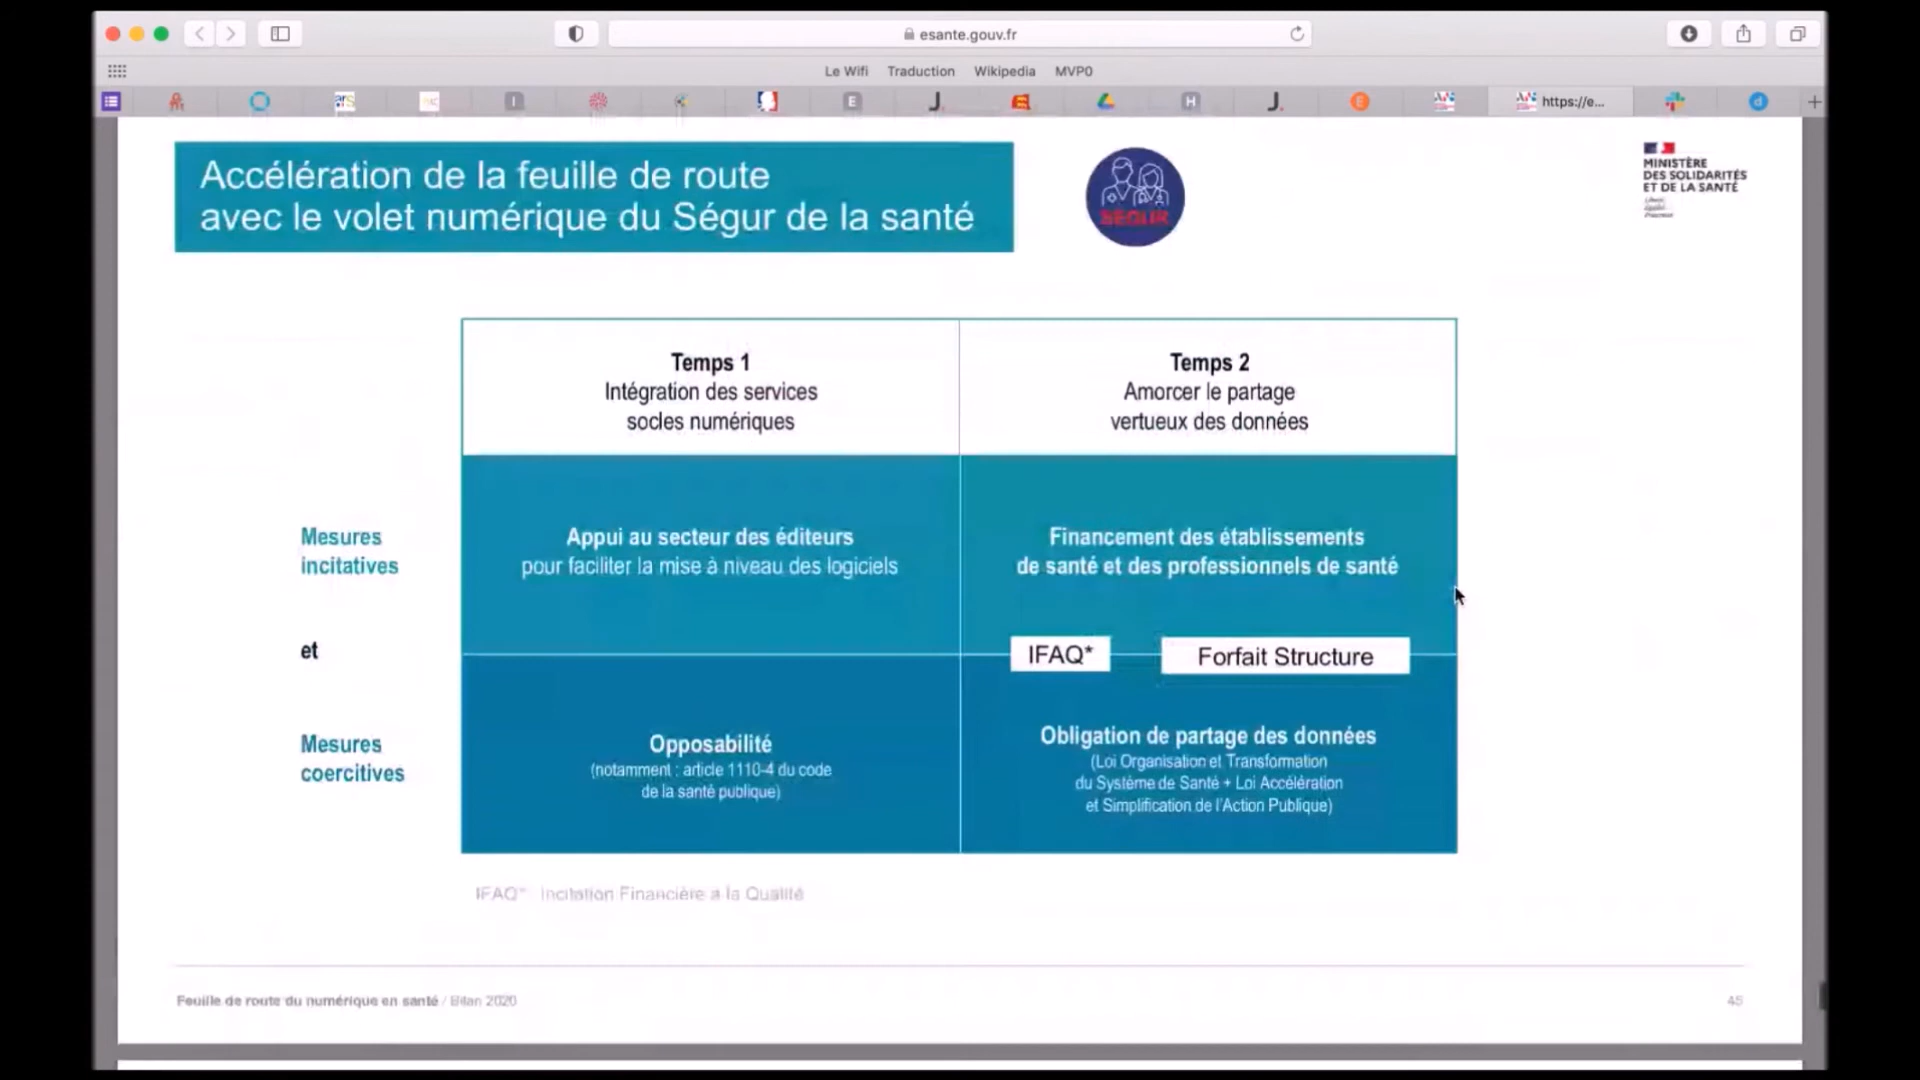 esante.gouv.fr
Le Wifi Traduction Wikipedia MVP0
https://e...
Accélération de la feuille de route
avec le volet numérique du Ségur de la santé
SÉGUR
MINISTÈRE
DES SOLIDARITÉS
ET DE LA SANTÉ
Temps 1
Intégration des services
socles numériques
Temps 2
Amorcer le partage
vertueux des données
Mesures
incitatives
Appui au secteur des éditeurs
pour faciliter la mise à niveau des logiciels
Financement des établissements
de santé et des professionnels de santé
et
IFAQ*
Forfait Structure
Mesures
coercitives
Opposabilité
(notamment : article 1110-4 du code
de la santé publique)
Obligation de partage des données
(Loi Organisation et Transformation
du Système de Santé + Loi Accélération
et Simplification de l'Action Publique)
IFAQ* Incitation Financière a la Qualité
Feuille de route du numérique en santé / Bilan 2020
45